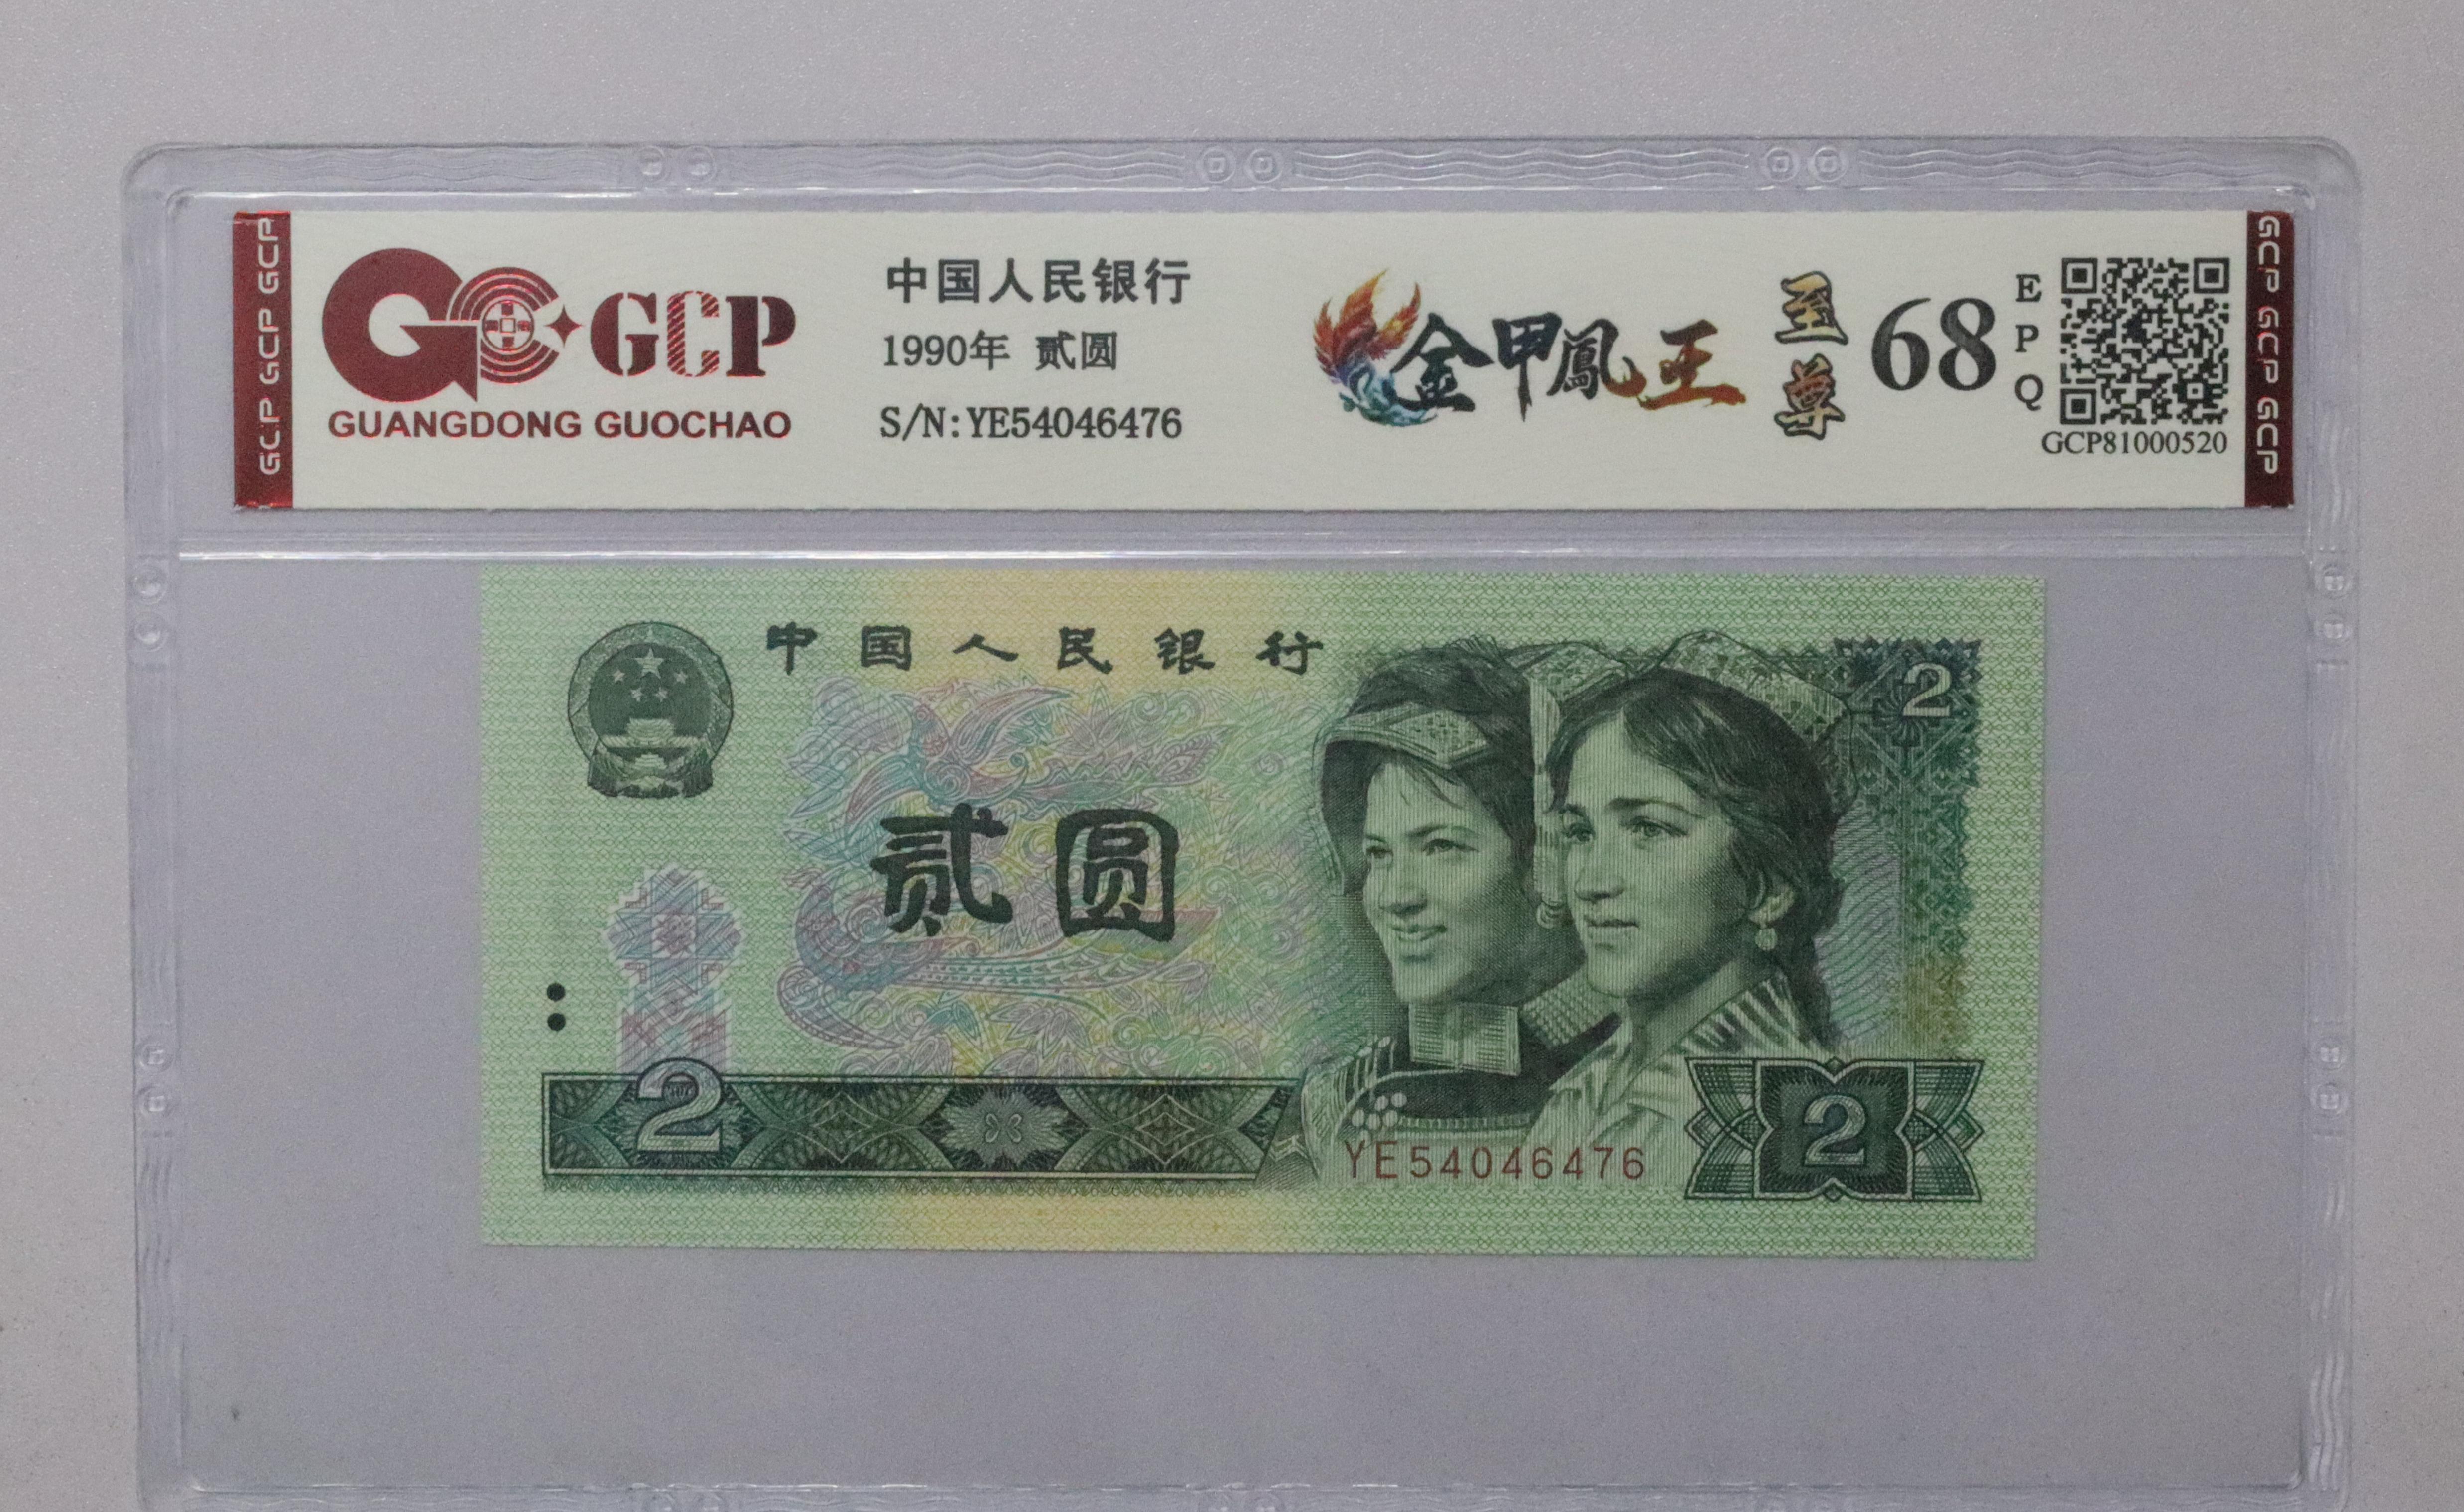 GCP GCP GCP
GCP
GUANGDONG GUOCHAO
中国人民银行
1990年 贰圆
S/N:YE54046476
金甲鳳王
至尊
68
EPQ
GCP81000520
GCP GCP GCP
中国人民银行
2
贰圆
2
YE54046476
2